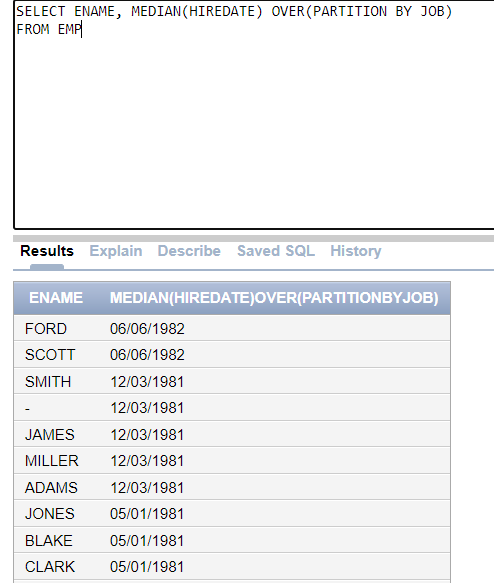 SELECT ENAME, MEDIAN(HIREDATE) OVER(PARTITION BY JOB)
FROM EMP
Results Explain Describe Saved SQL History
ENAME MEDIAN(HIREDATE)OVER(PARTITIONBYJOB)
FORD 06/06/1982
SCOTT 06/06/1982
SMITH 12/03/1981
- 12/03/1981
JAMES 12/03/1981
MILLER 12/03/1981
ADAMS 12/03/1981
JONES 05/01/1981
BLAKE 05/01/1981
CLARK 05/01/1981